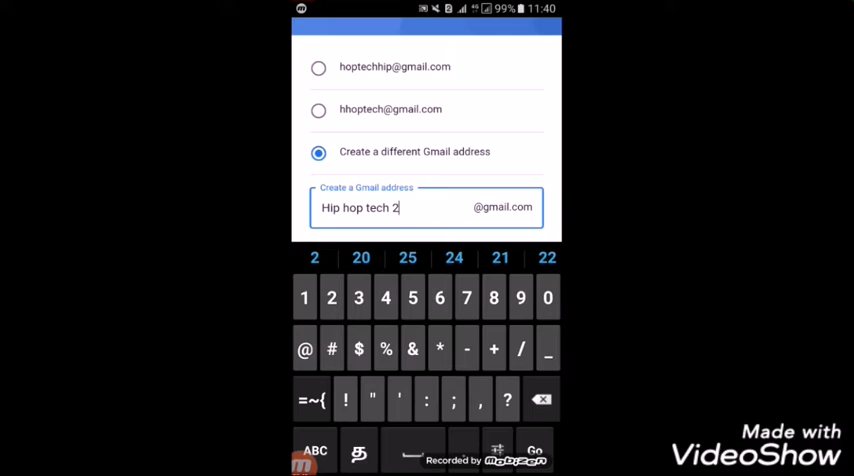 99% 11:40
hoptechhip@gmail.com
hhoptech@gmail.com
Create a different Gmail address
Create a Gmail address
Hip hop tech 2 @gmail.com
2 20 25 24 21 22
1 2 3 4 5 6 7 8 9 0
@ # $ % & * - + / _
=~{ ! " ' : ; , ?
ABC த . Go
Recorded by mobizen
Made with
VideoShow